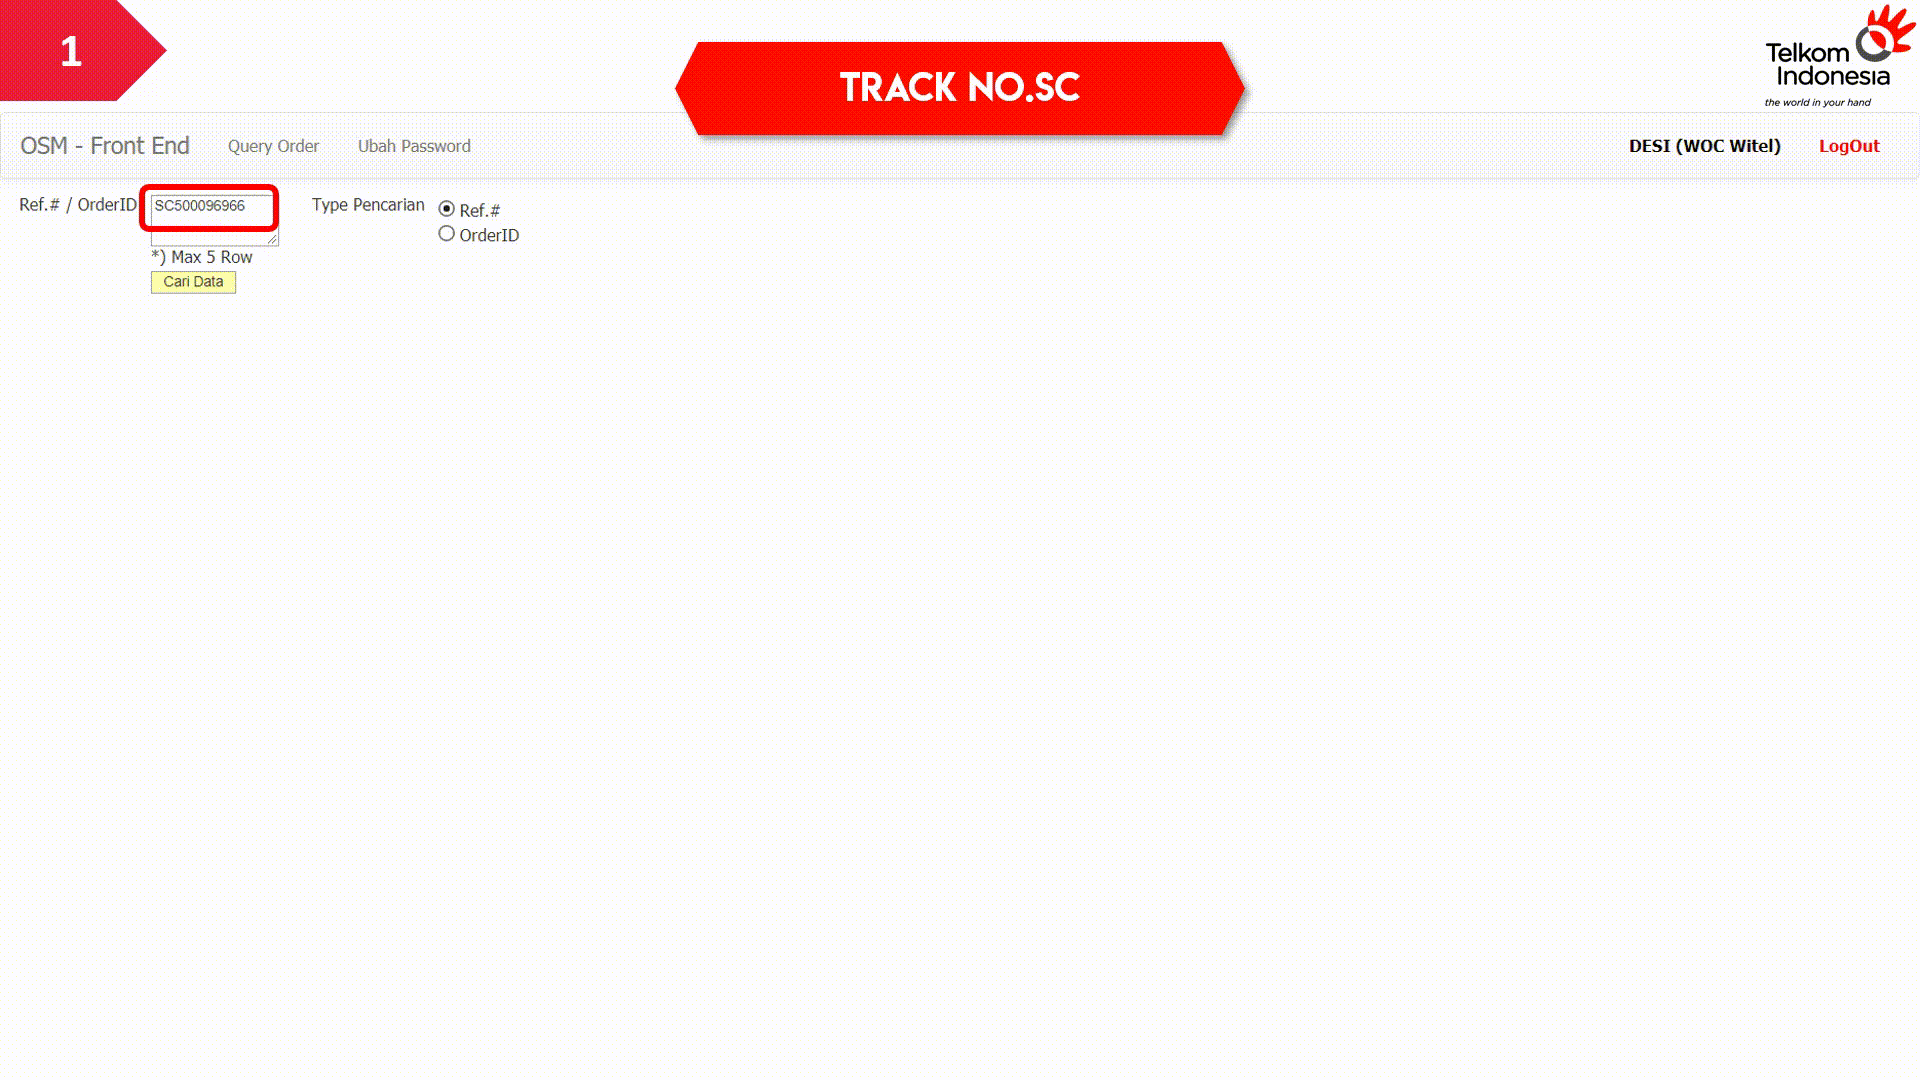 1
TRACK NO.SC
Telkom
Indonesia
the world in your hand
OSM - Front End
Query Order
Ubah Password
DESI (WOC Witel)
LogOut
Ref.# / OrderID
SC500096966
Type Pencarian
Ref.#
OrderID
*) Max 5 Row
Cari Data